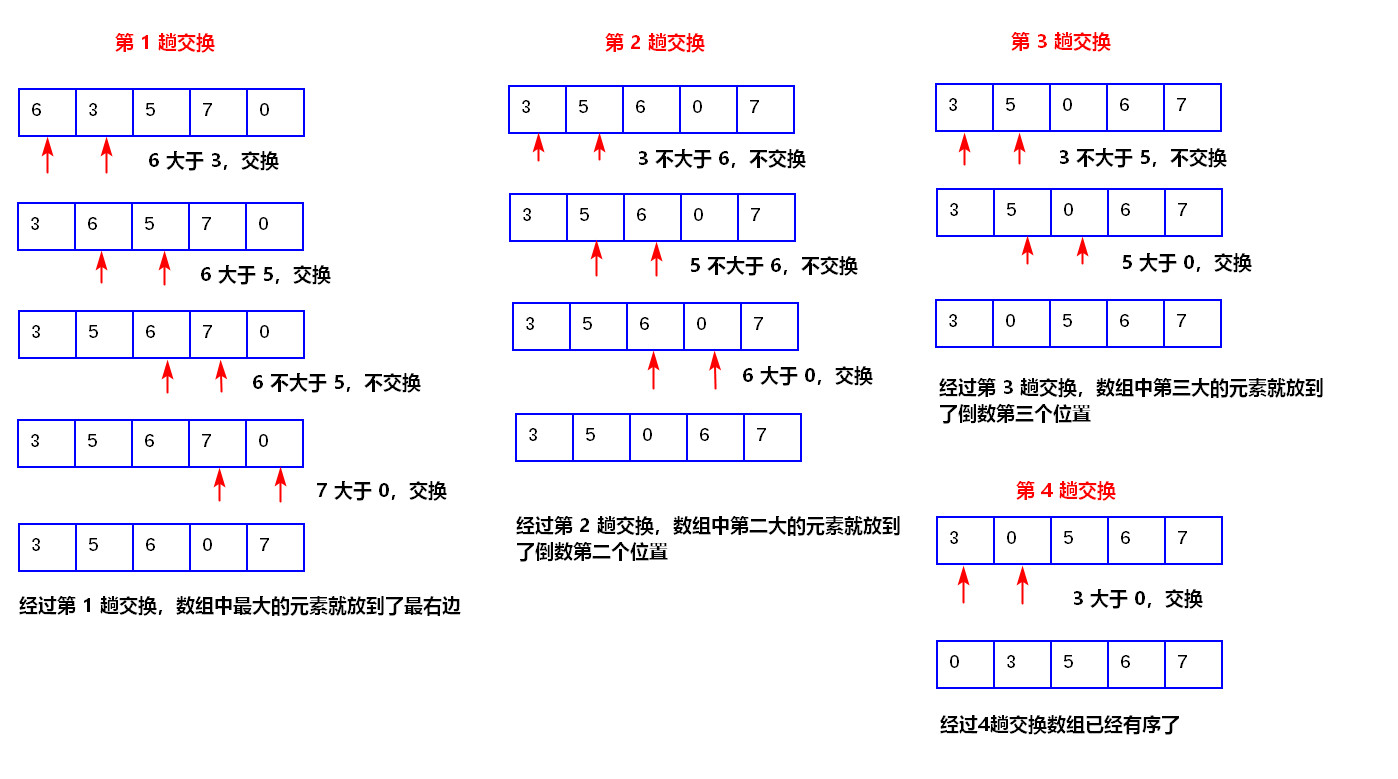 第 1 趟交换
6 3 5 7 0
6 大于 3，交换
3 6 5 7 0
6 大于 5，交换
3 5 6 7 0
6 不大于 5，不交换
3 5 6 7 0
7 大于 0，交换
3 5 6 0 7
经过第 1 趟交换，数组中最大的元素就放到了最右边
第 2 趟交换
3 5 6 0 7
3 不大于 6，不交换
3 5 6 0 7
5 不大于 6，不交换
3 5 6 0 7
6 大于 0，交换
3 5 0 6 7
经过第 2 趟交换，数组中第二大的元素就放到
了倒数第二个位置
第 3 趟交换
3 5 0 6 7
3 不大于 5，不交换
3 5 0 6 7
5 大于 0，交换
3 0 5 6 7
经过第 3 趟交换，数组中第三大的元素就放到
了倒数第三个位置
第 4 趟交换
3 0 5 6 7
3 大于 0，交换
0 3 5 6 7
经过4趟交换数组已经有序了